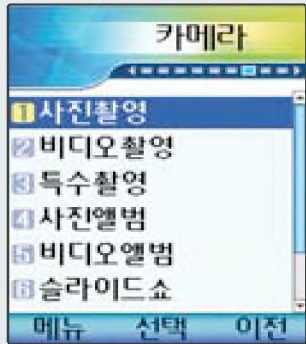 카메라
1 사진촬영
2 비디오촬영
3 특수촬영
4 사진앨범
5 비디오앨범
6 슬라이드쇼
메뉴 선택 이전